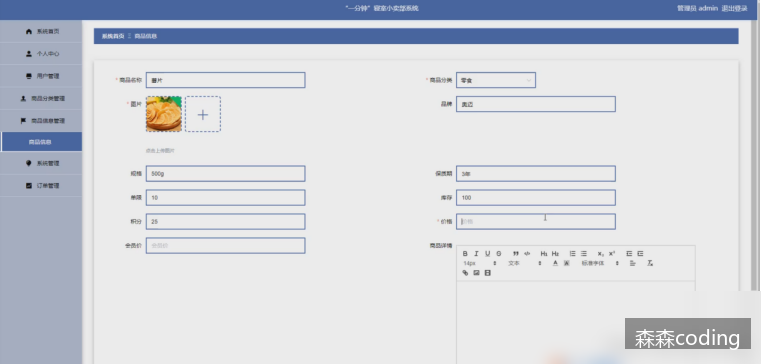 “一分钟”寝室小卖部系统
管理员 admin 退出登录
系统首页
个人中心
用户管理
商品分类管理
商品信息管理
商品信息
系统管理
订单管理
系统首页 商品信息
* 商品名称 薯片
* 商品分类 零食
* 图片
点击上传图片
品牌
规格 500g
保质期 3年
单限 10
库存 100
积分 25
* 价格 价格
会员价 会员价
商品详情
B I U S ” </> H₁ H₂ X₂ X²
14px 文本 A 标准字体
森森coding